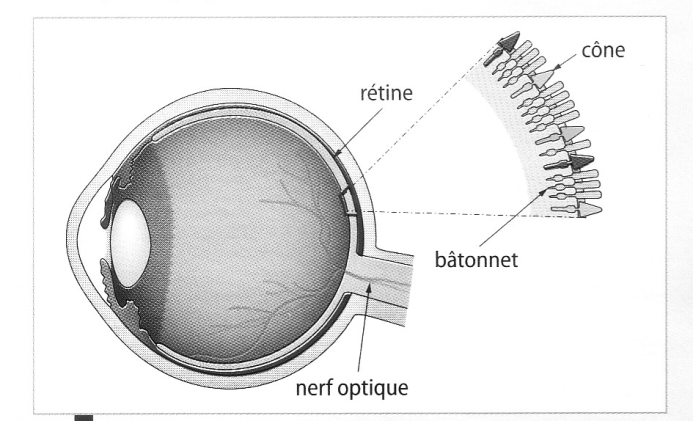 cône
rétine
bâtonnet
nerf optique